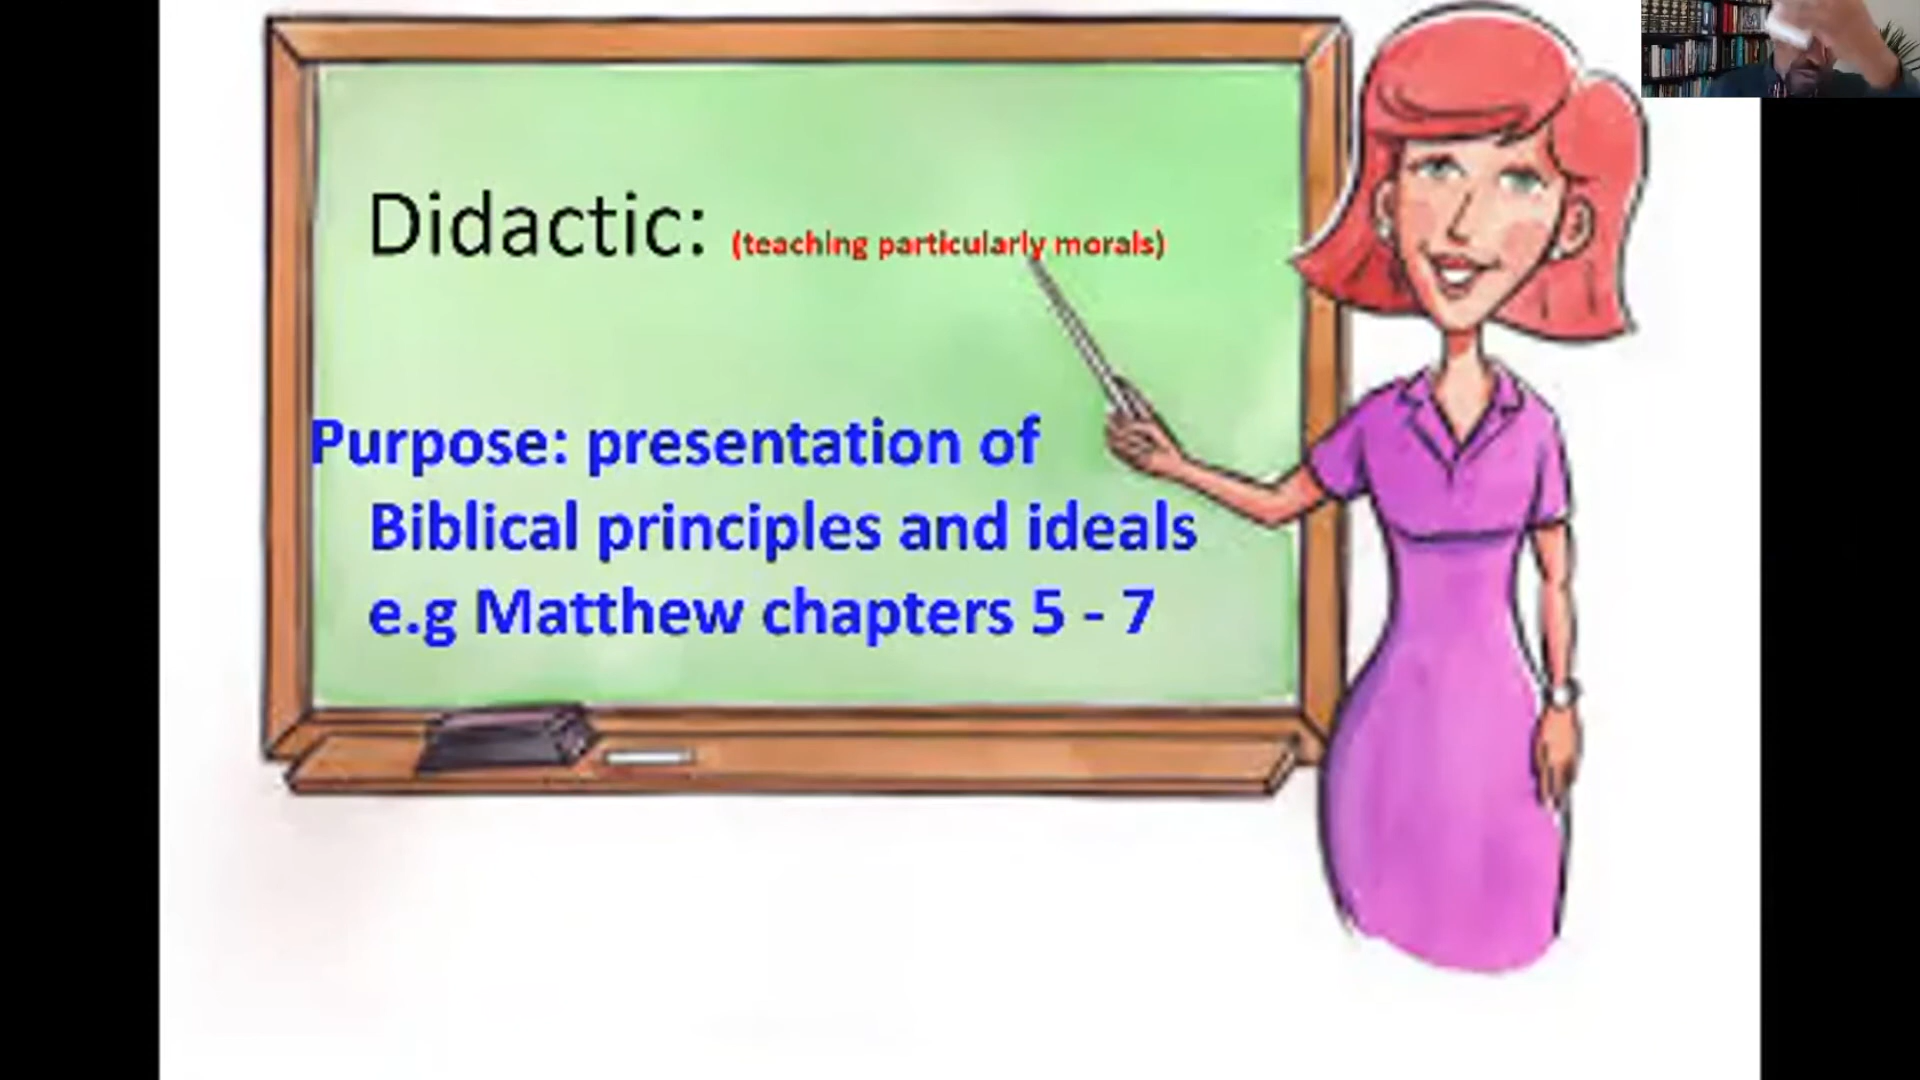 Didactic: (teaching particularly morals)
Purpose: presentation of
Biblical principles and ideals
e.g Matthew chapters 5 - 7